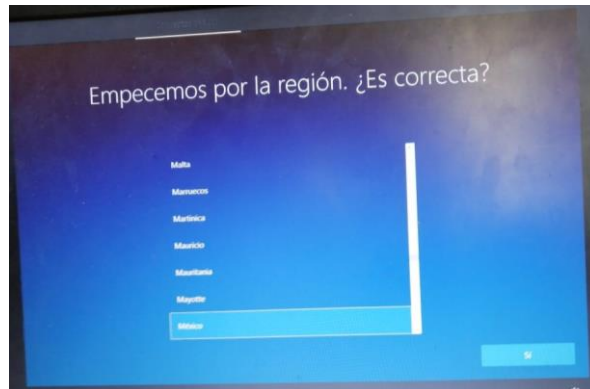 Empecemos por la región. ¿Es correcta?
Malta
Marruecos
Martinica
Mauricio
Mauritania
Mayotte
México
Sí